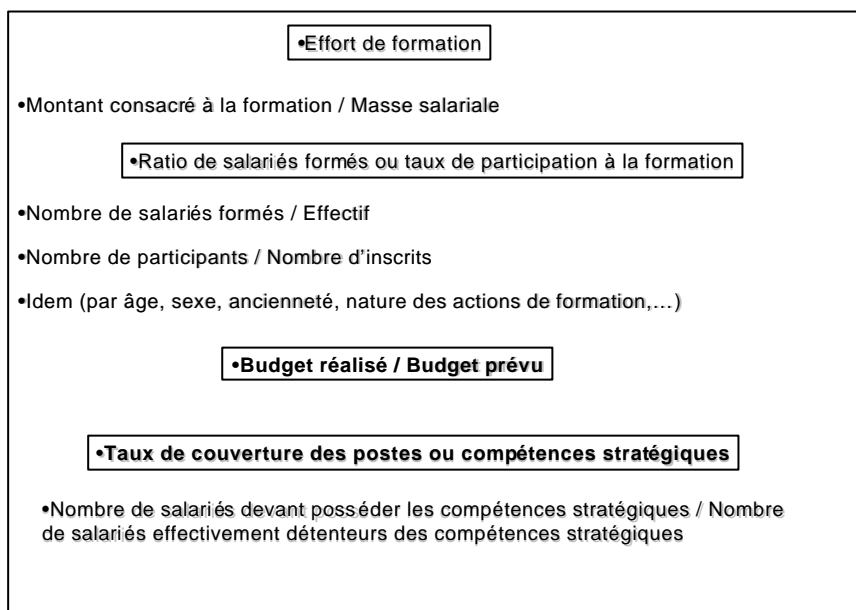 •Effort de formation
•Montant consacré à la formation / Masse salariale
•Ratio de salariés formés ou taux de participation à la formation
•Nombre de salariés formés / Effectif
•Nombre de participants / Nombre d'inscrits
•Idem (par âge, sexe, ancienneté, nature des actions de formation,…)
•Budget réalisé / Budget prévu
•Taux de couverture des postes ou compétences stratégiques
•Nombre de salariés devant posséder les compétences stratégiques / Nombre
de salariés effectivement détenteurs des compétences stratégiques